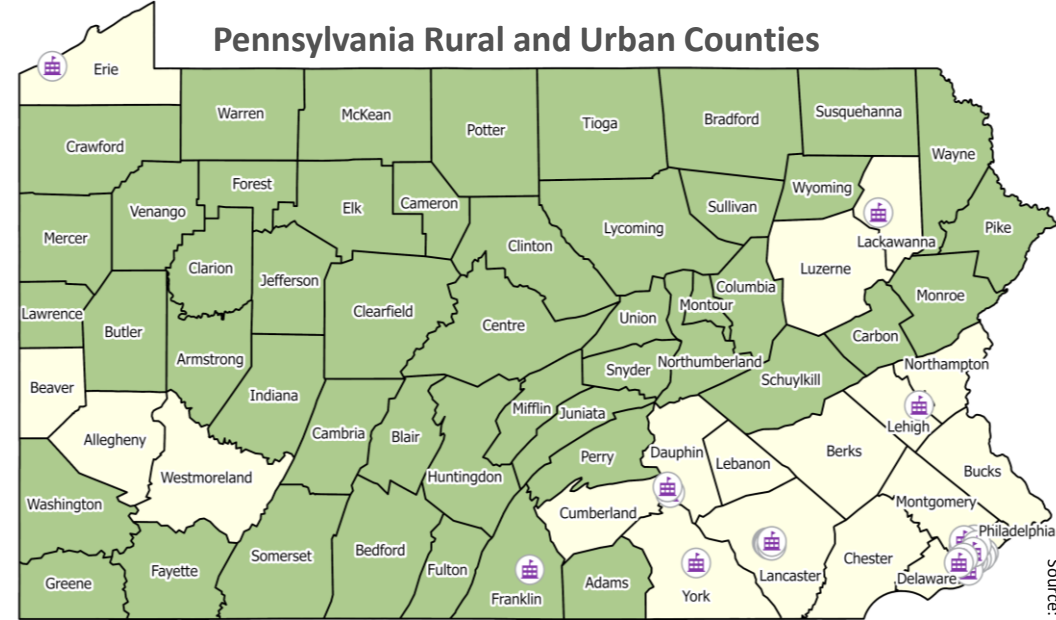 Pennsylvania Rural and Urban Counties
Erie
Warren
McKean
Potter
Tioga
Bradford
Susquehanna
Wayne
Crawford
Forest
Elk
Cameron
Wyoming
Venango
Sullivan
Mercer
Clinton
Lycoming
Pike
Lackawanna
Clarion
Jefferson
Luzerne
Columbia
Monroe
Lawrence
Butler
Clearfield
Centre
Union
Montour
Carbon
Armstrong
Snyder
Northumberland
Northampton
Beaver
Indiana
Schuylkill
Mifflin
Juniata
Allegheny
Cambria
Blair
Lehigh
Dauphin
Berks
Westmoreland
Huntingdon
Perry
Lebanon
Bucks
Washington
Cumberland
Montgomery
Philadelphia
Somerset
Bedford
Chester
Greene
Fayette
Fulton
Franklin
Adams
York
Lancaster
Delaware
Source: